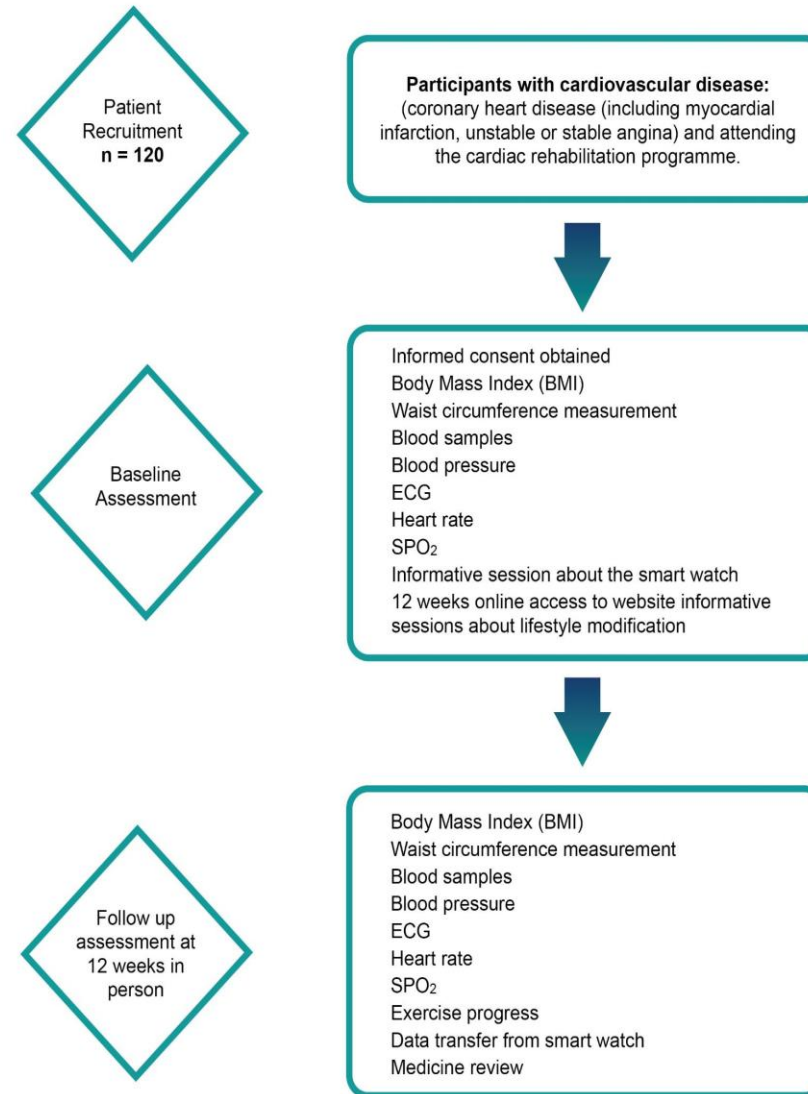 Patient
Recruitment
n = 120
Participants with cardiovascular disease:
(coronary heart disease (including myocardial
infarction, unstable or stable angina) and attending
the cardiac rehabilitation programme.
Baseline
Assessment
Informed consent obtained
Body Mass Index (BMI)
Waist circumference measurement
Blood samples
Blood pressure
ECG
Heart rate
SPO₂
Informative session about the smart watch
12 weeks online access to website informative
sessions about lifestyle modification
Follow up
assessment at
12 weeks in
person
Body Mass Index (BMI)
Waist circumference measurement
Blood samples
Blood pressure
ECG
Heart rate
SPO₂
Exercise progress
Data transfer from smart watch
Medicine review